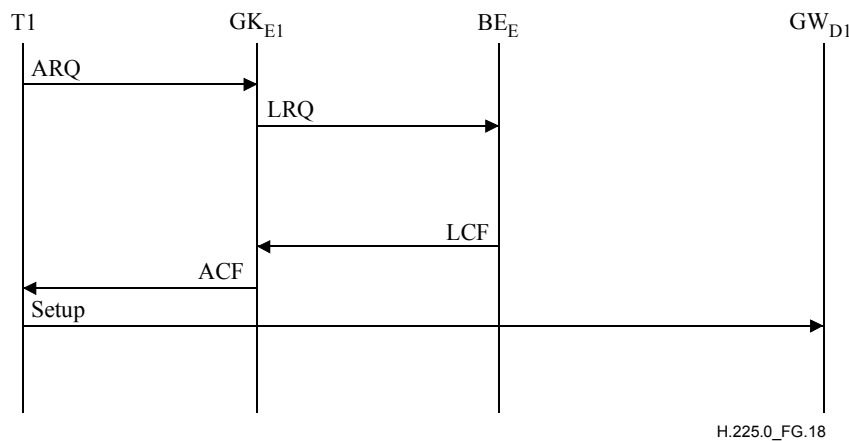 T1 GK_E1 BE_E GW_D1
ARQ
LRQ
LCF
ACF
Setup
H.225.0_FG.18